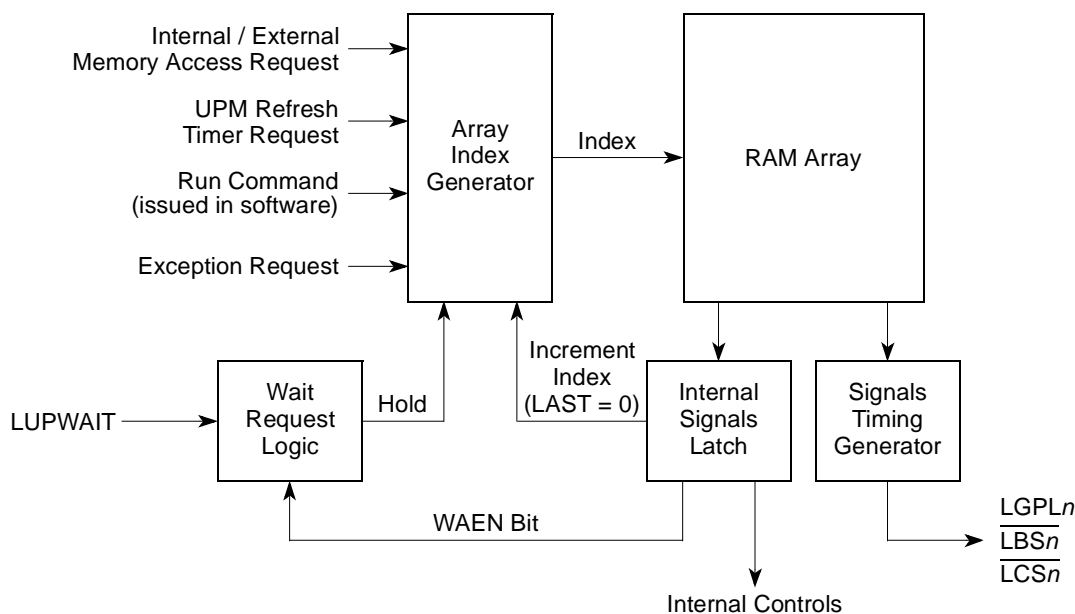 Internal / External
Memory Access Request
UPM Refresh
Timer Request
Run Command
(issued in software)
Exception Request
Array
Index
Generator
Index
RAM Array
LUPWAIT
Wait
Request
Logic
Hold
Increment
Index
(LAST = 0)
Internal
Signals
Latch
Signals
Timing
Generator
WAEN Bit
Internal Controls
LGPLn
LBSn
LCSn